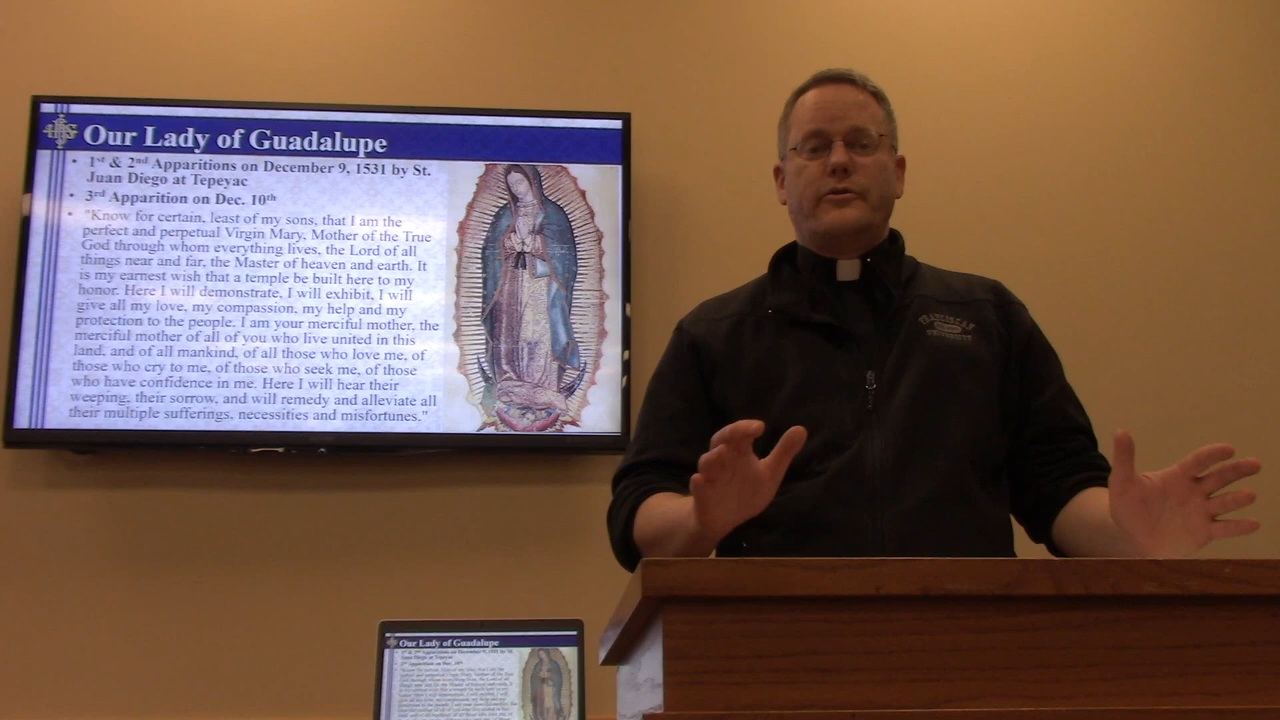 Our Lady of Guadalupe
• 1st & 2nd Apparitions on December 9, 1531 by St.
Juan Diego at Tepeyac
• 3rd Apparition on Dec. 10th
• "Know for certain, least of my sons, that I am the
perfect and perpetual Virgin Mary, Mother of the True
God through whom everything lives, the Lord of all
things near and far, the Master of heaven and earth. It
is my earnest wish that a temple be built here to my
honor. Here I will demonstrate, I will exhibit, I will
give all my love, my compassion, my help and my
protection to the people. I am your merciful mother, the
merciful mother of all of you who live united in this
land, and of all mankind, of all those who love me, of
those who cry to me, of those who seek me, of those
who have confidence in me. Here I will hear their
weeping, their sorrow, and will remedy and alleviate all
their multiple sufferings, necessities and misfortunes."
FRANCISCAN
UNIVERSITY
Our Lady of Guadalupe